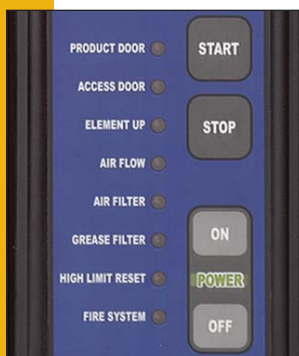 PRODUCT DOOR
START
ACCESS DOOR
ELEMENT UP
STOP
AIR FLOW
AIR FILTER
GREASE FILTER
ON
HIGH LIMIT RESET
POWER
FIRE SYSTEM
OFF